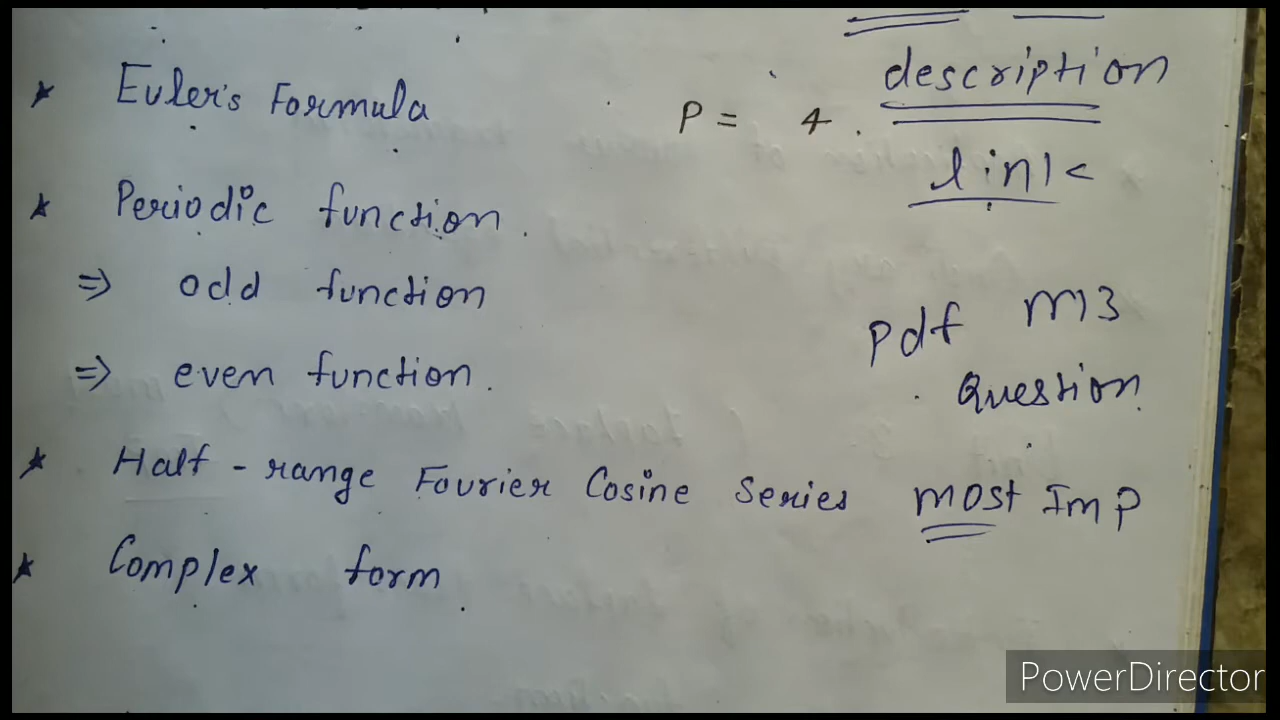 description
* Euler's Formula
P = 4.
link
* Periodic function.
⇒ odd function
pdf m3
Question
⇒ even function.
* Half-range Fourier Cosine Series most Imp
* Complex form.
PowerDirector